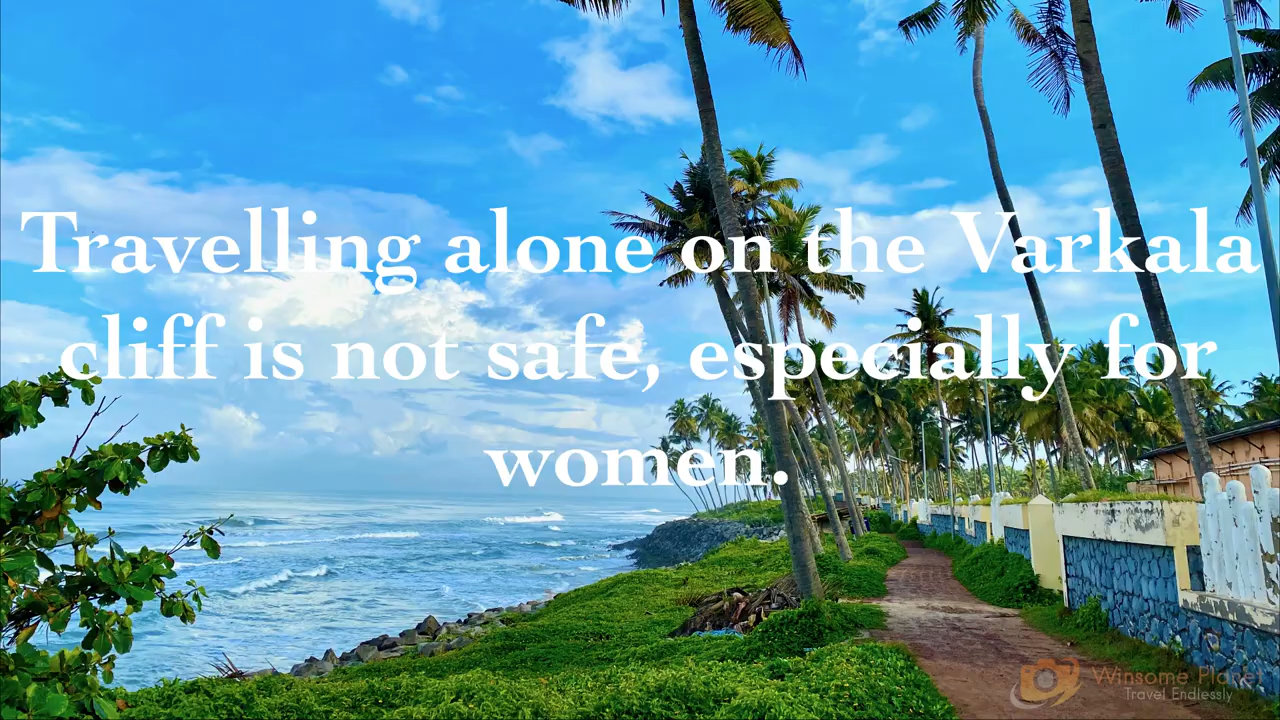 Travelling alone on the Varkala
cliff is not safe, especially for
women.
Winsome Planet
Travel Endlessly